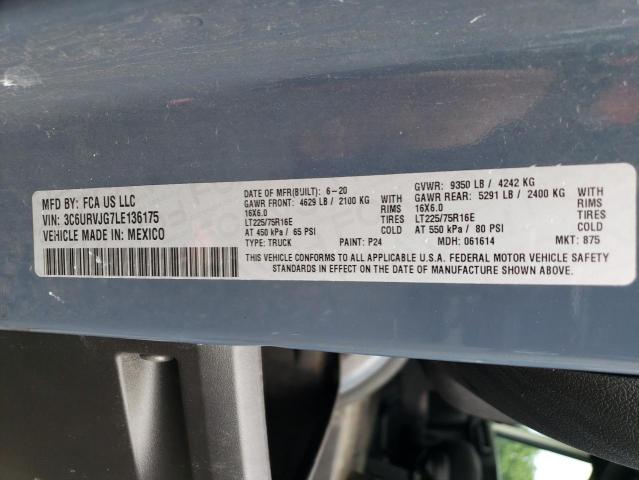 MFD BY: FCA US LLC
VIN: 3C6URVJG7LE136175
VEHICLE MADE IN: MEXICO
DATE OF MFR(BUILT): 6-20
GAWR FRONT: 4629 LB / 2100 KG WITH
16X6.0 RIMS
LT225/75R16E TIRES
AT 450 kPa / 65 PSI COLD
TYPE: TRUCK PAINT: P24
GVWR: 9350 LB / 4242 KG
GAWR REAR: 5291 LB / 2400 KG WITH
16X6.0 RIMS
LT225/75R16E TIRES
AT 550 kPa / 80 PSI COLD
MDH: 061614 MKT: 875
THIS VEHICLE CONFORMS TO ALL APPLICABLE U.S.A. FEDERAL MOTOR VEHICLE SAFETY
STANDARDS IN EFFECT ON THE DATE OF MANUFACTURE SHOWN ABOVE.